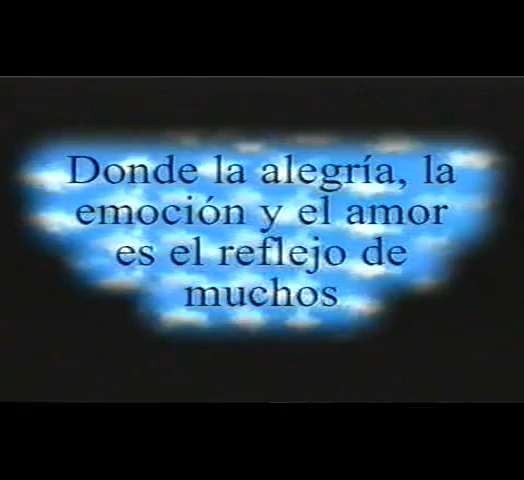 Donde la alegría, la
emoción y el amor
es el reflejo de
muchos